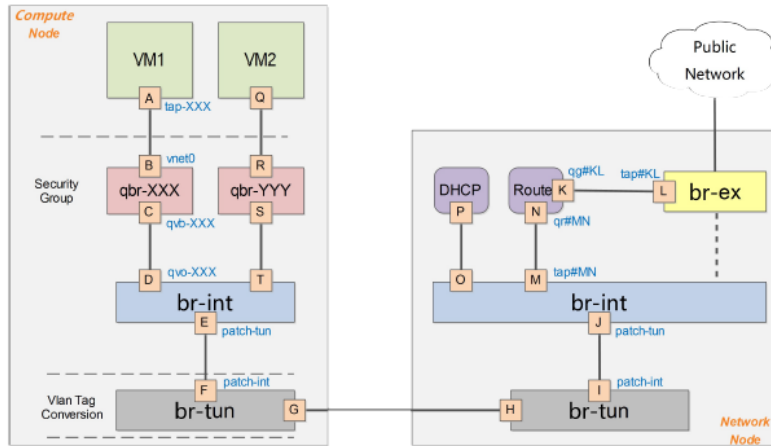 Compute
Node
VM1
VM2
A
tap-XXX
Q
B
vnet0
R
Security
Group
qbr-XXX
qbr-YYY
C
qvb-XXX
S
D
qvo-XXX
T
br-int
E
patch-tun
Vlan Tag
Conversion
F
patch-int
br-tun
G
Public
Network
DHCP
Route
qg#KL
tap#KL
K
L
br-ex
P
N
qr#MN
O
M
tap#MN
br-int
J
patch-tun
I
patch-int
H
br-tun
Network
Node